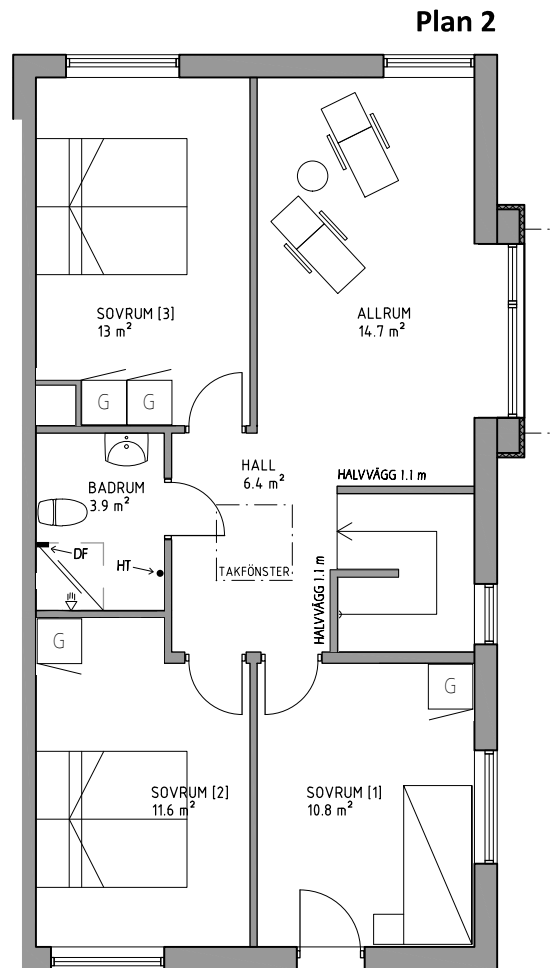 Plan 2
SOVRUM [3]
13 m²
ALLRUM
14.7 m²
G
G
HALL
6.4 m²
HALVVÄGG 1.1 m
BADRUM
3.9 m²
DF
HT
TAKFÖNSTER
HALVVÄGG 1.1 m
G
G
SOVRUM [2]
11.6 m²
SOVRUM [1]
10.8 m²